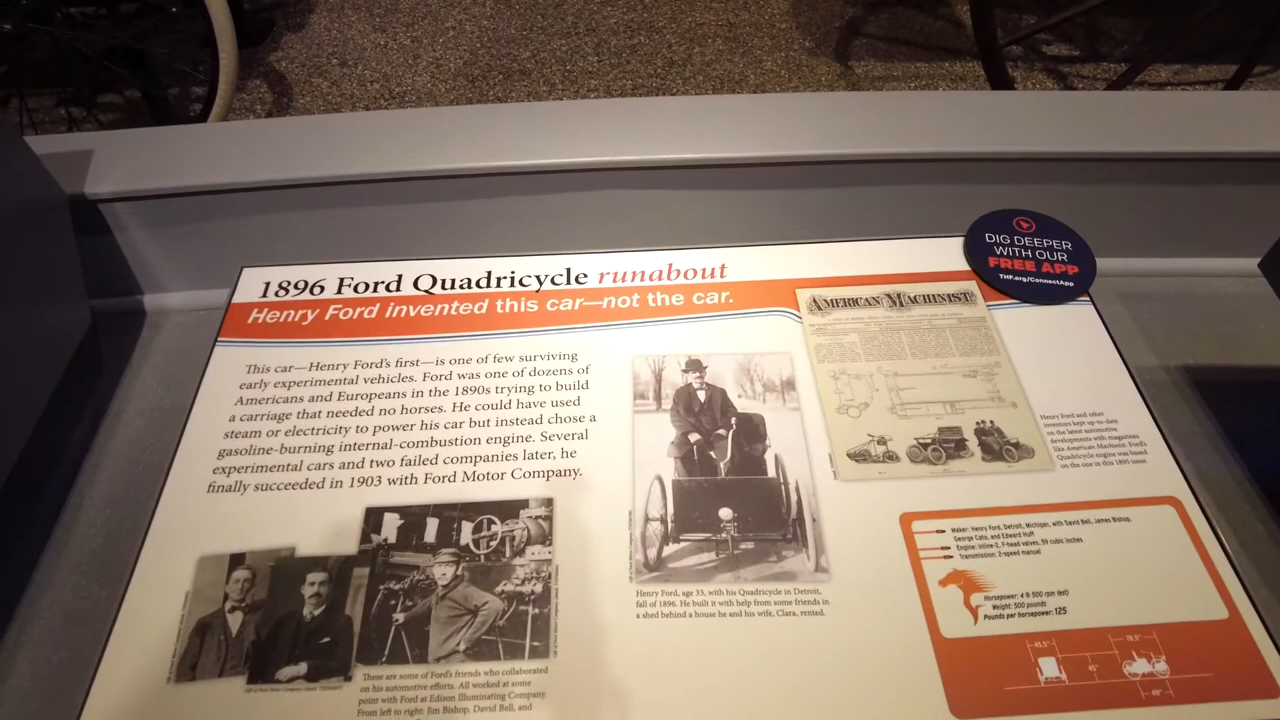 1896 Ford Quadricycle runabout
Henry Ford invented this car—not the car.
DIG DEEPER
WITH OUR
FREE APP
THF.org/ConnectApp
This car—Henry Ford's first—is one of few surviving
early experimental vehicles. Ford was one of dozens of
Americans and Europeans in the 1890s trying to build
a carriage that needed no horses. He could have used
steam or electricity to power his car but instead chose a
gasoline-burning internal-combustion engine. Several
experimental cars and two failed companies later, he
finally succeeded in 1903 with Ford Motor Company.
AMERICAN MACHINIST
Henry Ford and other
inventors kept up-to-date
on the latest automotive
developments with magazines
like American Machinist. Ford's
Quadricycle engine was based
on the one in this 1895 issue.
Henry Ford, age 33, with his Quadricycle in Detroit,
fall of 1896. He built it with help from some friends in
a shed behind a house he and his wife, Clara, rented.
These are some of Ford's friends who collaborated
on his automotive efforts. All worked at some
point with Ford at Edison Illuminating Company.
From left to right: Jim Bishop, David Bell, and
Maker: Henry Ford, Detroit, Michigan, with David Bell, James Bishop,
George Cato, and Edward Huff
Engine: Inline-2, F-head valves, 59 cubic inches
Transmission: 2-speed manual
Horsepower: 4 @ 500 rpm (est)
Weight: 500 pounds
Pounds per horsepower: 125
45"
49"